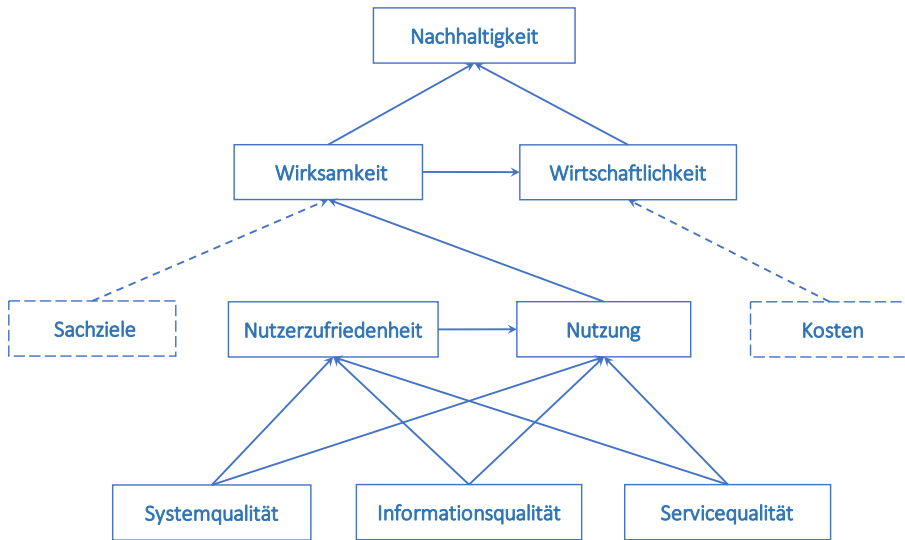 Nachhaltigkeit
Wirksamkeit
Wirtschaftlichkeit
Sachziele
Nutzerzufriedenheit
Nutzung
Kosten
Systemqualität
Informationsqualität
Servicequalität